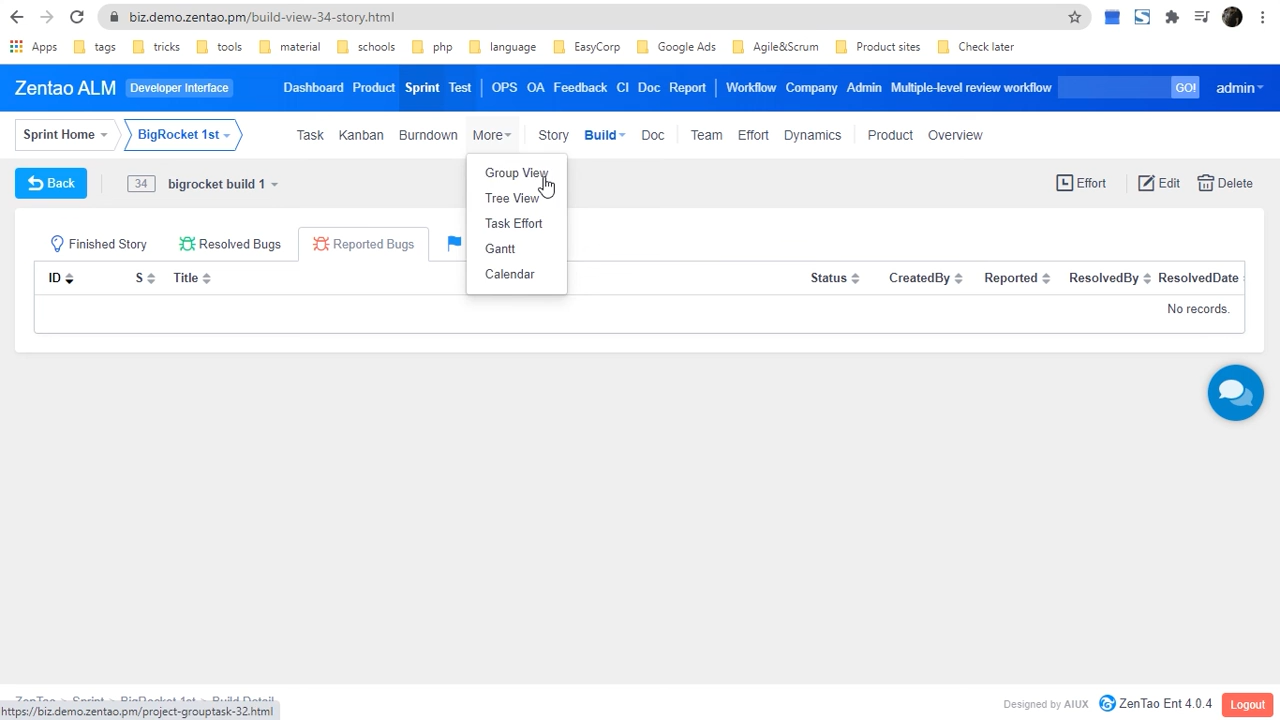 biz.demo.zentao.pm/build-view-34-story.html
Apps tags tricks tools material schools php language EasyCorp Google Ads Agile&Scrum Product sites Check later
Zentao ALM Developer Interface Dashboard Product Sprint Test OPS OA Feedback CI Doc Report Workflow Company Admin Multiple-level review workflow GO! admin
Sprint Home BigRocket 1st Task Kanban Burndown More Story Build Doc Team Effort Dynamics Product Overview
Back 34 bigrocket build 1 Effort Edit Delete
Group View
Tree View
Task Effort
Gantt
Calendar
Finished Story Resolved Bugs Reported Bugs
ID S Title Status CreatedBy Reported ResolvedBy ResolvedDate
No records.
ZenTao > Sprint > BigRocket 1st > Build Detail
https://biz.demo.zentao.pm/project-grouptask-32.html
Designed by AIUX ZenTao Ent 4.0.4 Logout